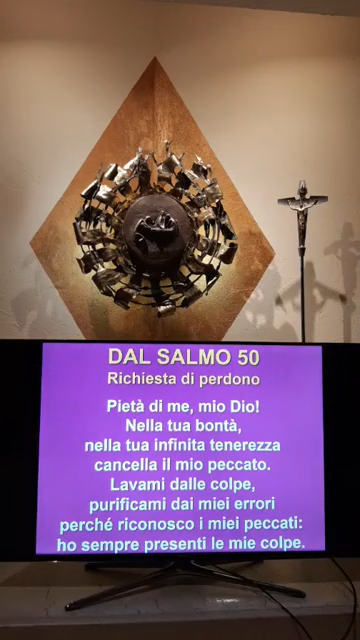 DAL SALMO 50
Richiesta di perdono
Pietà di me, mio Dio!
Nella tua bontà,
nella tua infinita tenerezza
cancella il mio peccato.
Lavami dalle colpe,
purificami dai miei errori
perché riconosco i miei peccati:
ho sempre presenti le mie colpe.